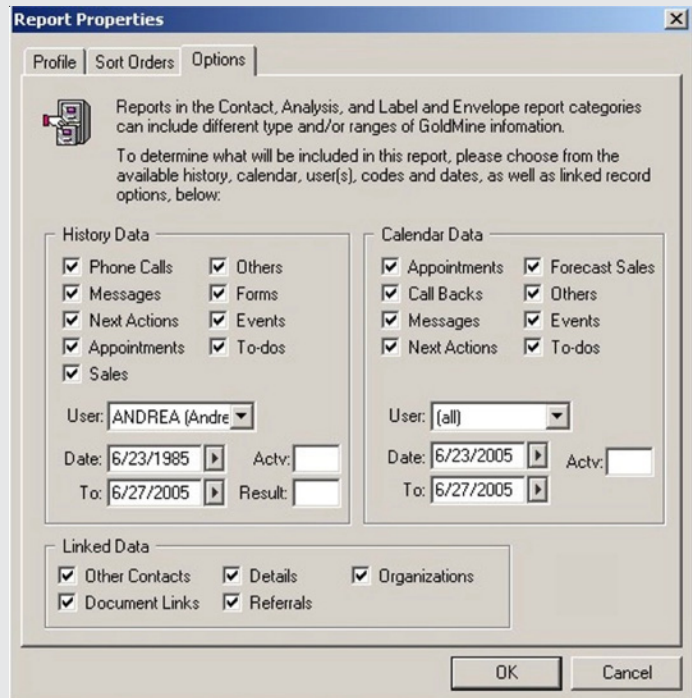 Report Properties
Profile
Sort Orders
Options
Reports in the Contact, Analysis, and Label and Envelope report categories
can include different type and/or ranges of GoldMine infomation.
To determine what will be included in this report, please choose from the
available history, calendar, user(s), codes and dates, as well as linked record
options, below:
History Data
Phone Calls
Others
Messages
Forms
Next Actions
Events
Appointments
To-dos
Sales
User: ANDREA (Andre
Date: 6/23/1985
Actv:
To: 6/27/2005
Result:
Calendar Data
Appointments
Forecast Sales
Call Backs
Others
Messages
Events
Next Actions
To-dos
User: (all)
Date: 6/23/2005
Actv:
To: 6/27/2005
Linked Data
Other Contacts
Details
Organizations
Document Links
Referrals
OK
Cancel